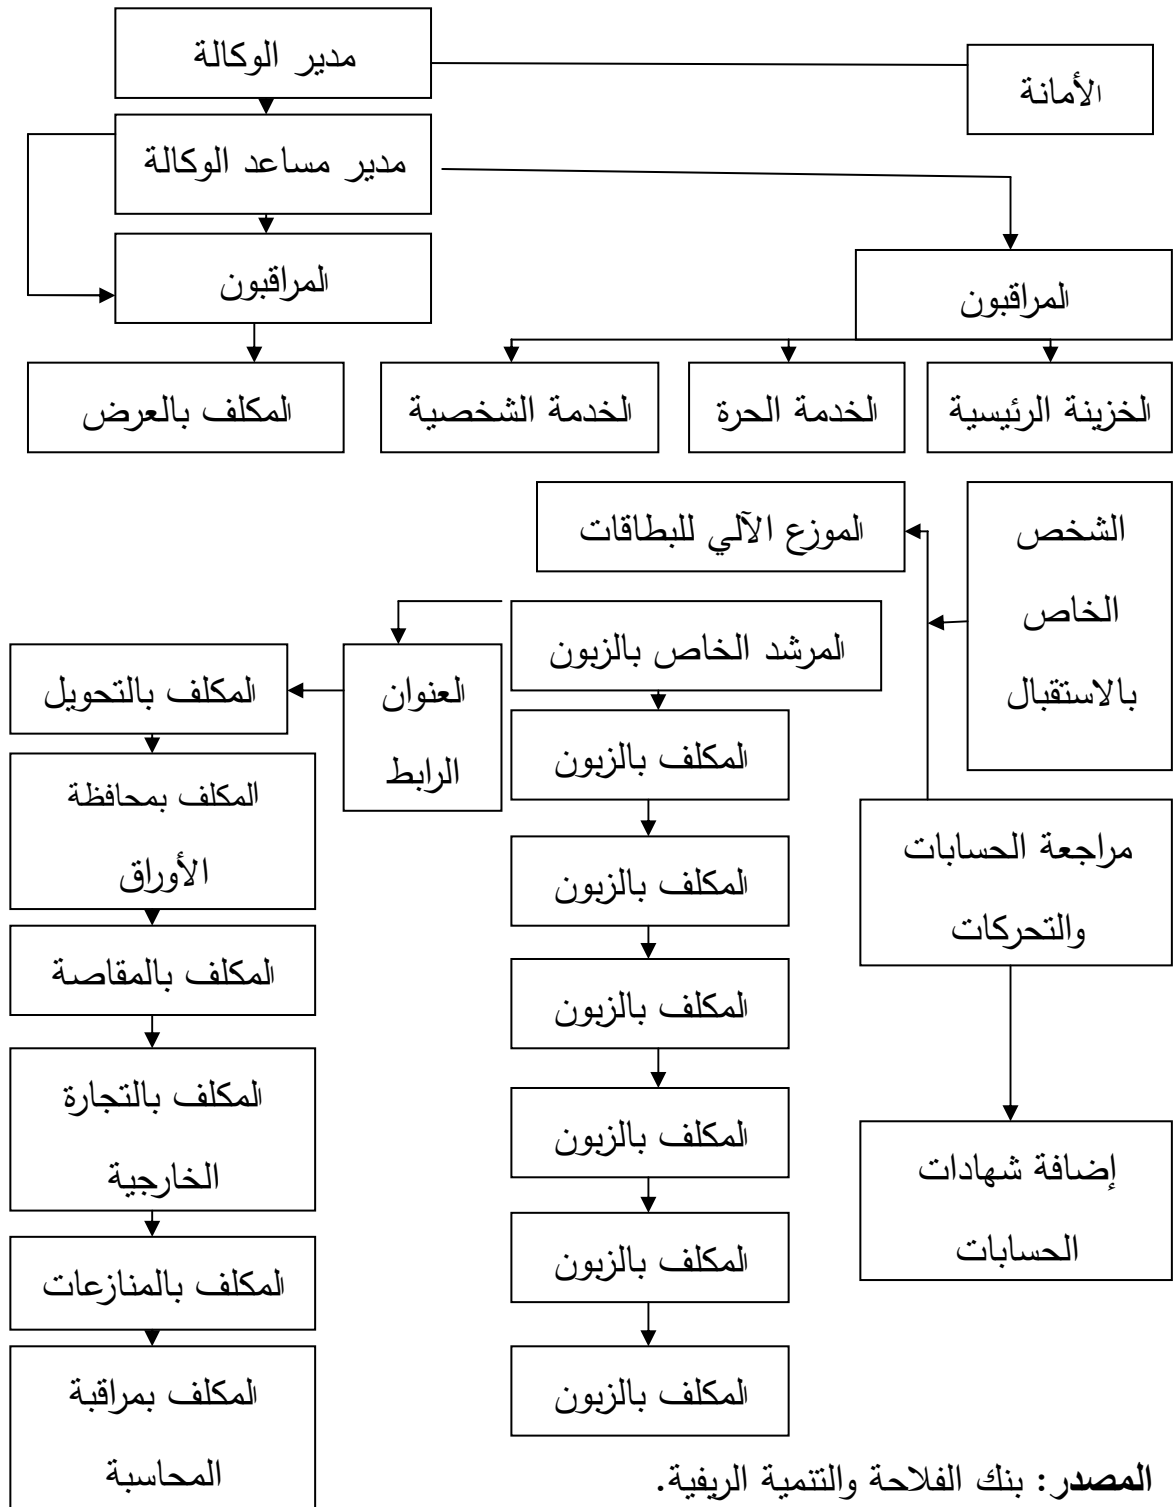 مدير الوكالة
الأمانة
مدير مساعد الوكالة
المراقبون
المراقبون
الخزينة الرئيسية
الخدمة الحرة
الخدمة الشخصية
المكلف بالعرض
الشخص
الخاص
بالاستقبال
الموزع الآلي للبطاقات
المرشد الخاص بالزبون
العنوان
الرابط
المكلف بالتحويل
المكلف بالزبون
المكلف بمحافظة
الأوراق
مراجعة الحسابات
والتحركات
المكلف بالزبون
المكلف بالمقاصة
المكلف بالزبون
المكلف بالتجارة
الخارجية
المكلف بالزبون
إضافة شهادات
الحسابات
المكلف بالزبون
المكلف بالمنازعات
المكلف بالزبون
المكلف بمراقبة
المحاسبة
المصدر: بنك الفلاحة والتنمية الريفية.